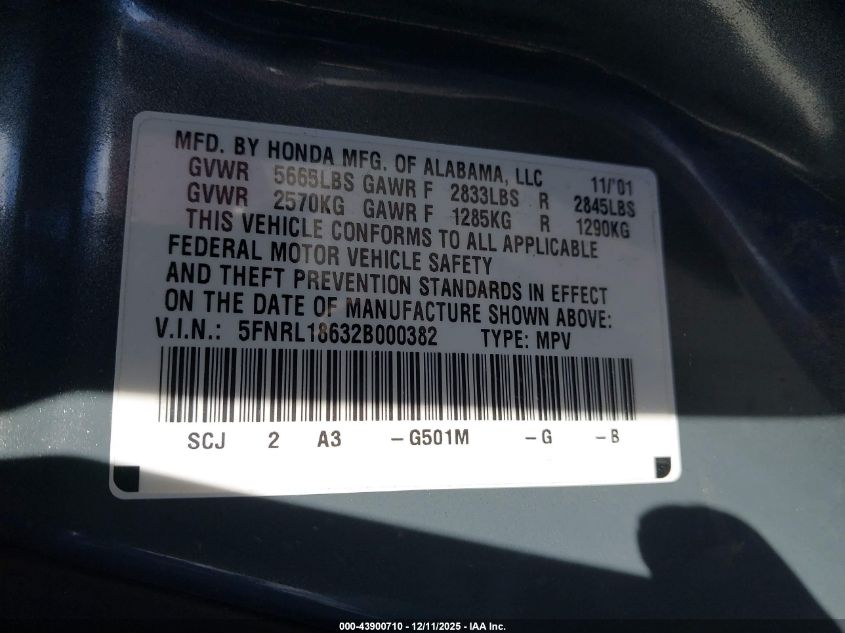 MFD. BY HONDA MFG. OF ALABAMA, LLC 11/'01
GVWR 5665LBS GAWR F 2833LBS R 2845LBS
GVWR 2570KG GAWR F 1285KG R 1290KG
THIS VEHICLE CONFORMS TO ALL APPLICABLE
FEDERAL MOTOR VEHICLE SAFETY
AND THEFT PREVENTION STANDARDS IN EFFECT
ON THE DATE OF MANUFACTURE SHOWN ABOVE:
V.I.N.: 5FNRL18632B000382 TYPE: MPV
SCJ 2 A3 -G501M -G -B
000-43900710 - 12/11/2025 - IAA Inc.